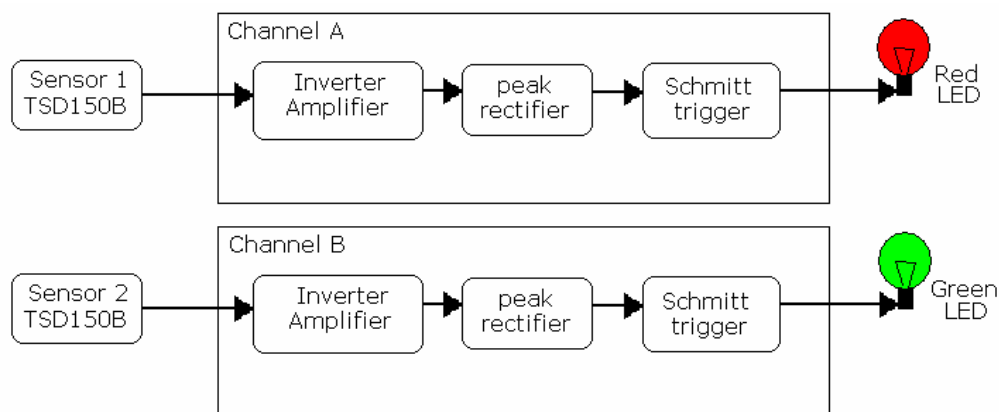 Channel A
Sensor 1
TSD150B
Inverter
Amplifier
peak
rectifier
Schmitt
trigger
Red
LED
Channel B
Sensor 2
TSD150B
Inverter
Amplifier
peak
rectifier
Schmitt
trigger
Green
LED